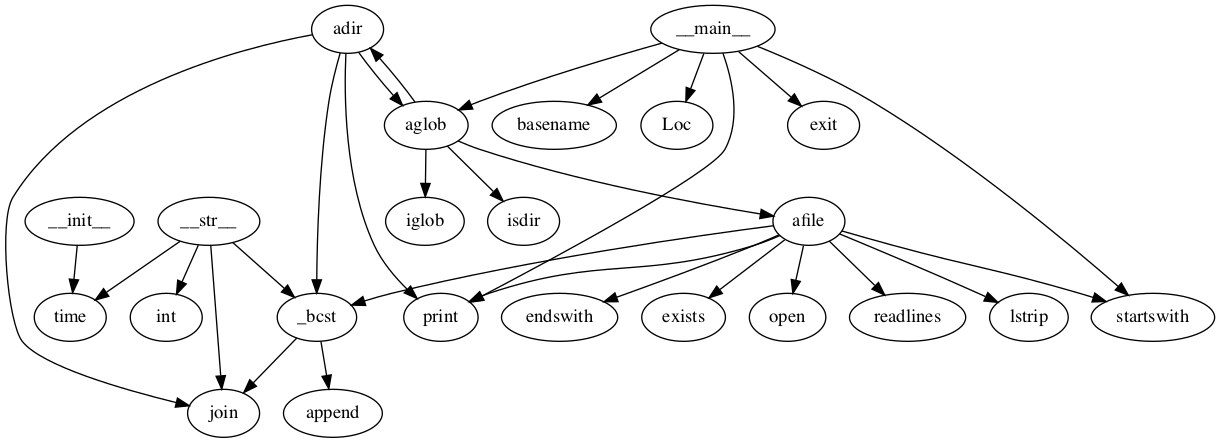 adir
__main__
aglob
basename
Loc
exit
__init__
__str__
iglob
isdir
afile
time
int
_bcst
print
endswith
exists
open
readlines
lstrip
startswith
join
append